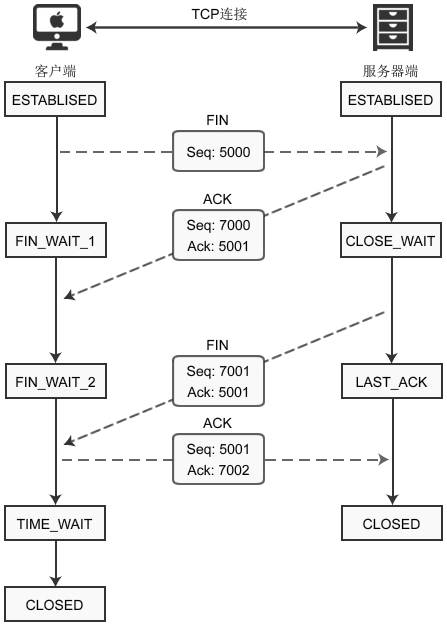 TCP连接
客户端
服务器端
ESTABLISED
ESTABLISED
FIN
Seq: 5000
ACK
Seq: 7000
Ack: 5001
FIN_WAIT_1
CLOSE_WAIT
FIN
Seq: 7001
Ack: 5001
FIN_WAIT_2
LAST_ACK
ACK
Seq: 5001
Ack: 7002
TIME_WAIT
CLOSED
CLOSED